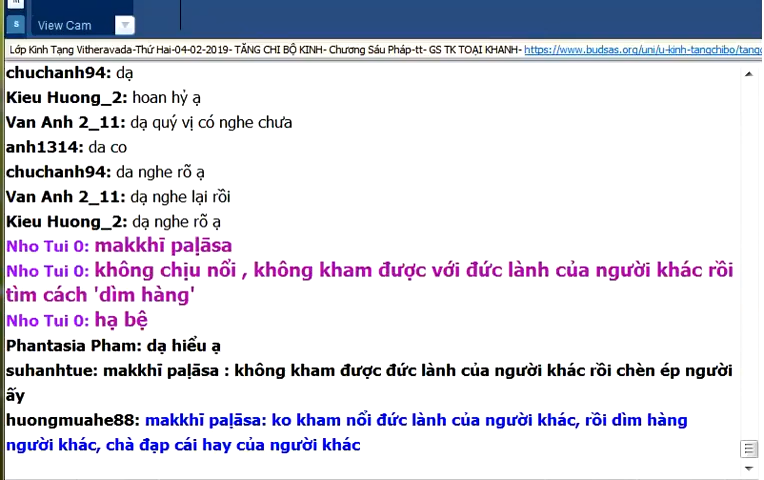 View Cam
Lớp Kinh Tạng Vitheravada-Thứ Hai-04-02-2019- TĂNG CHI BỘ KINH- Chương Sáu Pháp-tt- GS TK TOẠI KHANH- https://www.budsas.org/uni/u-kinh-tangchibo/tang
chuchanh94: dạ
Kieu Huong_2: hoan hỷ ạ
Van Anh 2_11: dạ quý vị có nghe chưa
anh1314: da co
chuchanh94: da nghe rõ ạ
Van Anh 2_11: dạ nghe lại rồi
Kieu Huong_2: dạ nghe rõ ạ
Nho Tui 0: makkhī paḷāsa
Nho Tui 0: không chịu nổi , không kham được với đức lành của người khác rồi
tìm cách 'dìm hàng'
Nho Tui 0: hạ bệ
Phantasia Pham: dạ hiểu ạ
suhanhtue: makkhī paḷāsa : không kham được đức lành của người khác rồi chèn ép người
ấy
huongmuahe88: makkhī paḷāsa: ko kham nổi đức lành của người khác, rồi dìm hàng
người khác, chà đạp cái hay của người khác